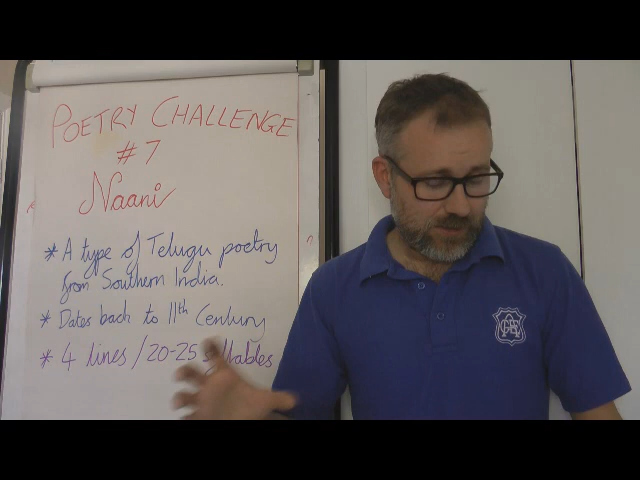 POETRY CHALLENGE
#7
Naani
* A type of Telugu poetry
from Southern India.
* Dates back to 11th Century
* 4 lines / 20-25 syllables